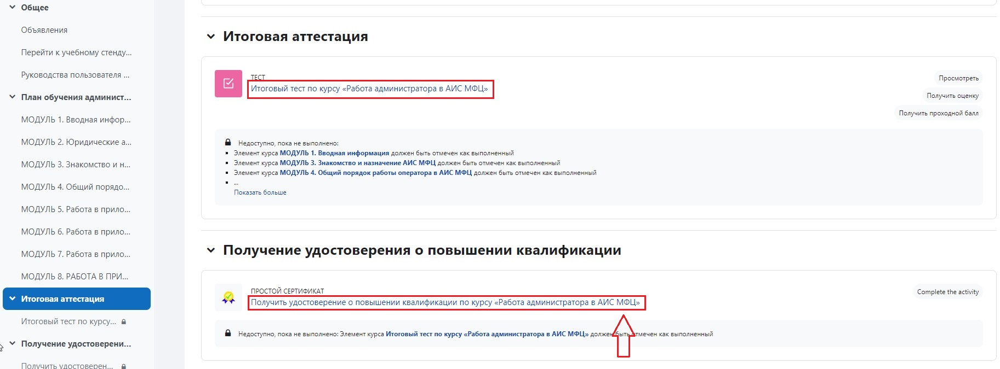 Общее
Объявления
Перейти к учебному стенду...
Руководства пользователя ...
План обучения админист...
МОДУЛЬ 1. Вводная инфор...
МОДУЛЬ 2. Юридические а...
МОДУЛЬ 3. Знакомство и н...
МОДУЛЬ 4. Общий порядо...
МОДУЛЬ 5. Работа в прило...
МОДУЛЬ 6. Работа в прило...
МОДУЛЬ 7. Работа в прило...
МОДУЛЬ 8. РАБОТА В ПРИ...
Итоговая аттестация
Итоговый тест по курсу...
Получение удостоверени...
Получить удостоверен...
Итоговая аттестация
ТЕСТ
Итоговый тест по курсу «Работа администратора в АИС МФЦ»
Просмотреть
Получить оценку
Получить проходной балл
Недоступно, пока не выполнено:
Элемент курса МОДУЛЬ 1. Вводная информация должен быть отмечен как выполненный
Элемент курса МОДУЛЬ 3. Знакомство и назначение АИС МФЦ должен быть отмечен как выполненный
Элемент курса МОДУЛЬ 4. Общий порядок работы оператора в АИС МФЦ должен быть отмечен как выполненный
...
Показать больше
Получение удостоверения о повышении квалификации
ПРОСТОЙ СЕРТИФИКАТ
Получить удостоверение о повышении квалификации по курсу «Работа администратора в АИС МФЦ»
Complete the activity
Недоступно, пока не выполнено: Элемент курса Итоговый тест по курсу «Работа администратора в АИС МФЦ» должен быть отмечен как выполненный